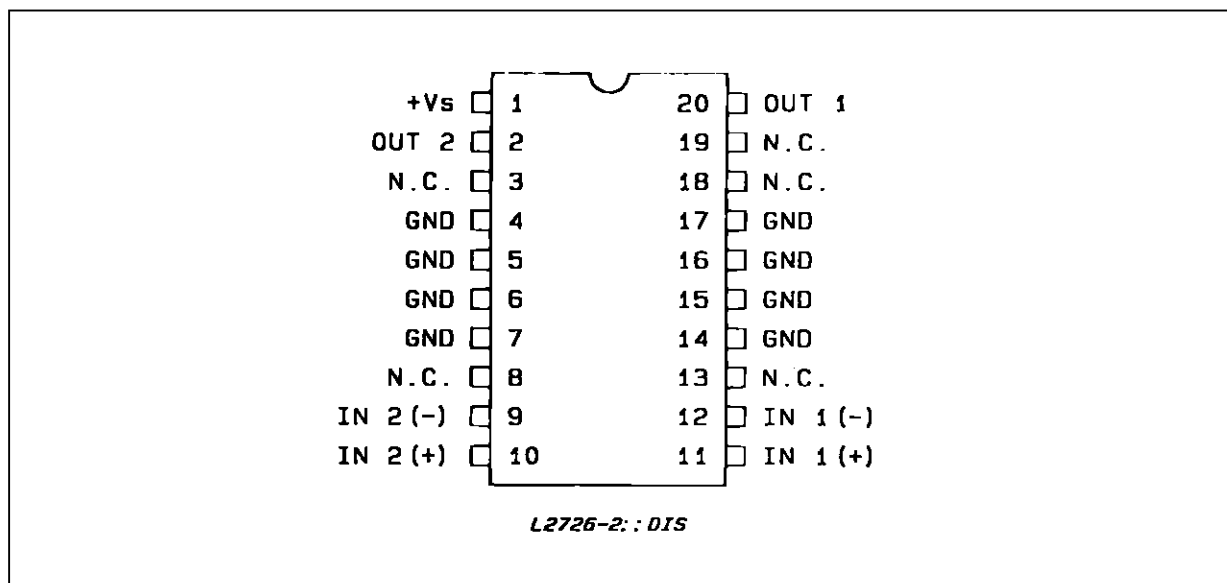 +Vs 1 20 OUT 1
OUT 2 2 19 N.C.
N.C. 3 18 N.C.
GND 4 17 GND
GND 5 16 GND
GND 6 15 GND
GND 7 14 GND
N.C. 8 13 N.C.
IN 2(-) 9 12 IN 1(-)
IN 2(+) 10 11 IN 1(+)
L2726-2::DIS